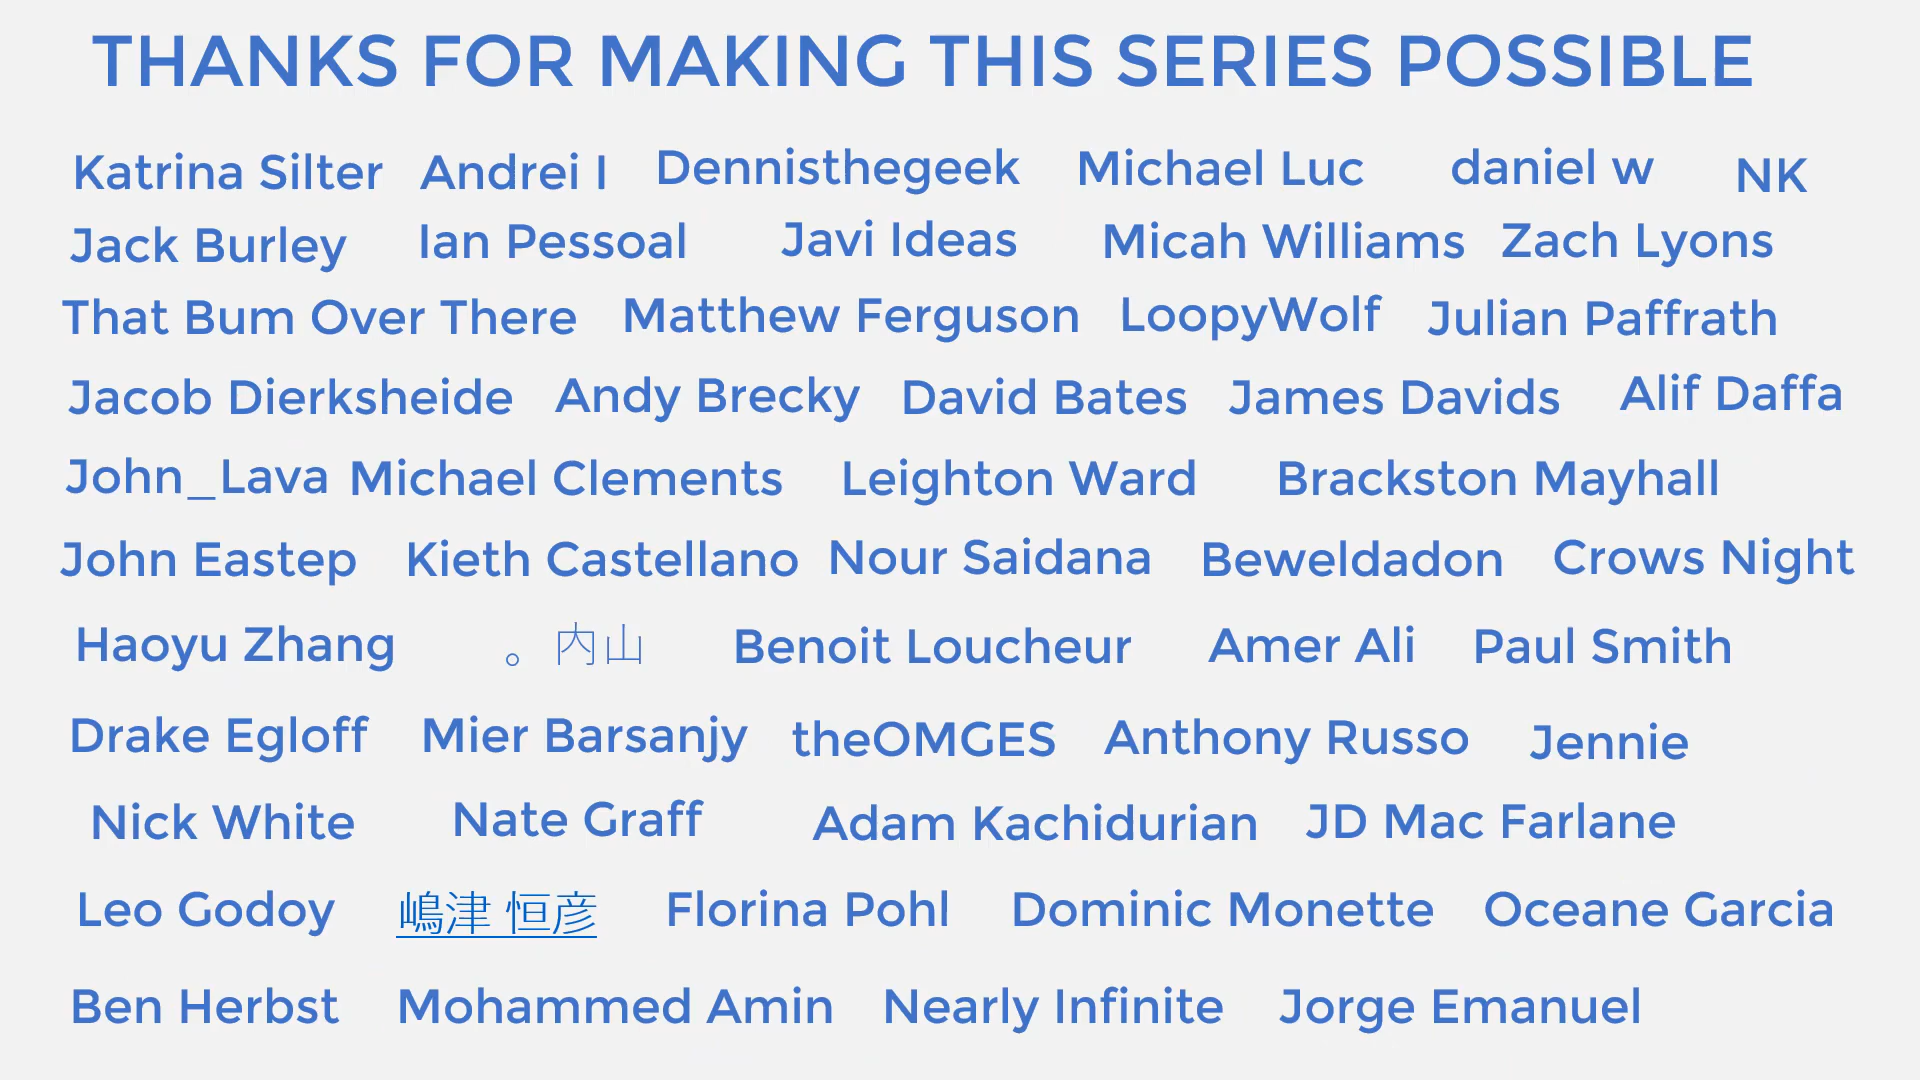 THANKS FOR MAKING THIS SERIES POSSIBLE
Katrina Silter Andrei I Dennisthegeek Michael Luc daniel w NK
Jack Burley Ian Pessoal Javi Ideas Micah Williams Zach Lyons
That Bum Over There Matthew Ferguson LoopyWolf Julian Paffrath
Jacob Dierksheide Andy Brecky David Bates James Davids Alif Daffa
John_Lava Michael Clements Leighton Ward Brackston Mayhall
John Eastep Kieth Castellano Nour Saidana Beweldadon Crows Night
Haoyu Zhang 。内山 Benoit Loucheur Amer Ali Paul Smith
Drake Egloff Mier Barsanjy theOMGES Anthony Russo Jennie
Nick White Nate Graff Adam Kachidurian JD Mac Farlane
Leo Godoy 嶋津 恒彦 Florina Pohl Dominic Monette Oceane Garcia
Ben Herbst Mohammed Amin Nearly Infinite Jorge Emanuel